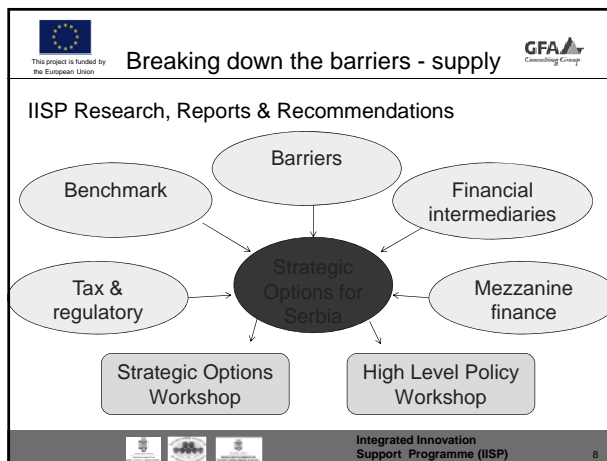 This project is funded by
the European Union
Breaking down the barriers - supply
GFA
Consulting Group
IISP Research, Reports & Recommendations
Barriers
Benchmark
Financial
intermediaries
Strategic
Options for
Serbia
Tax &
regulatory
Mezzanine
finance
Strategic Options
Workshop
High Level Policy
Workshop
Integrated Innovation
Support Programme (IISP)
8